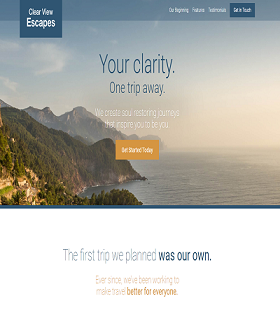 Clear View
Escapes
Our Beginning
Features
Testimonials
Get in Touch
Your clarity.
One trip away.
We create soul restoring journeys
that inspire you to be you.
Get Started Today
The first trip we planned was our own.
Ever since, we've been working to
make travel better for everyone.